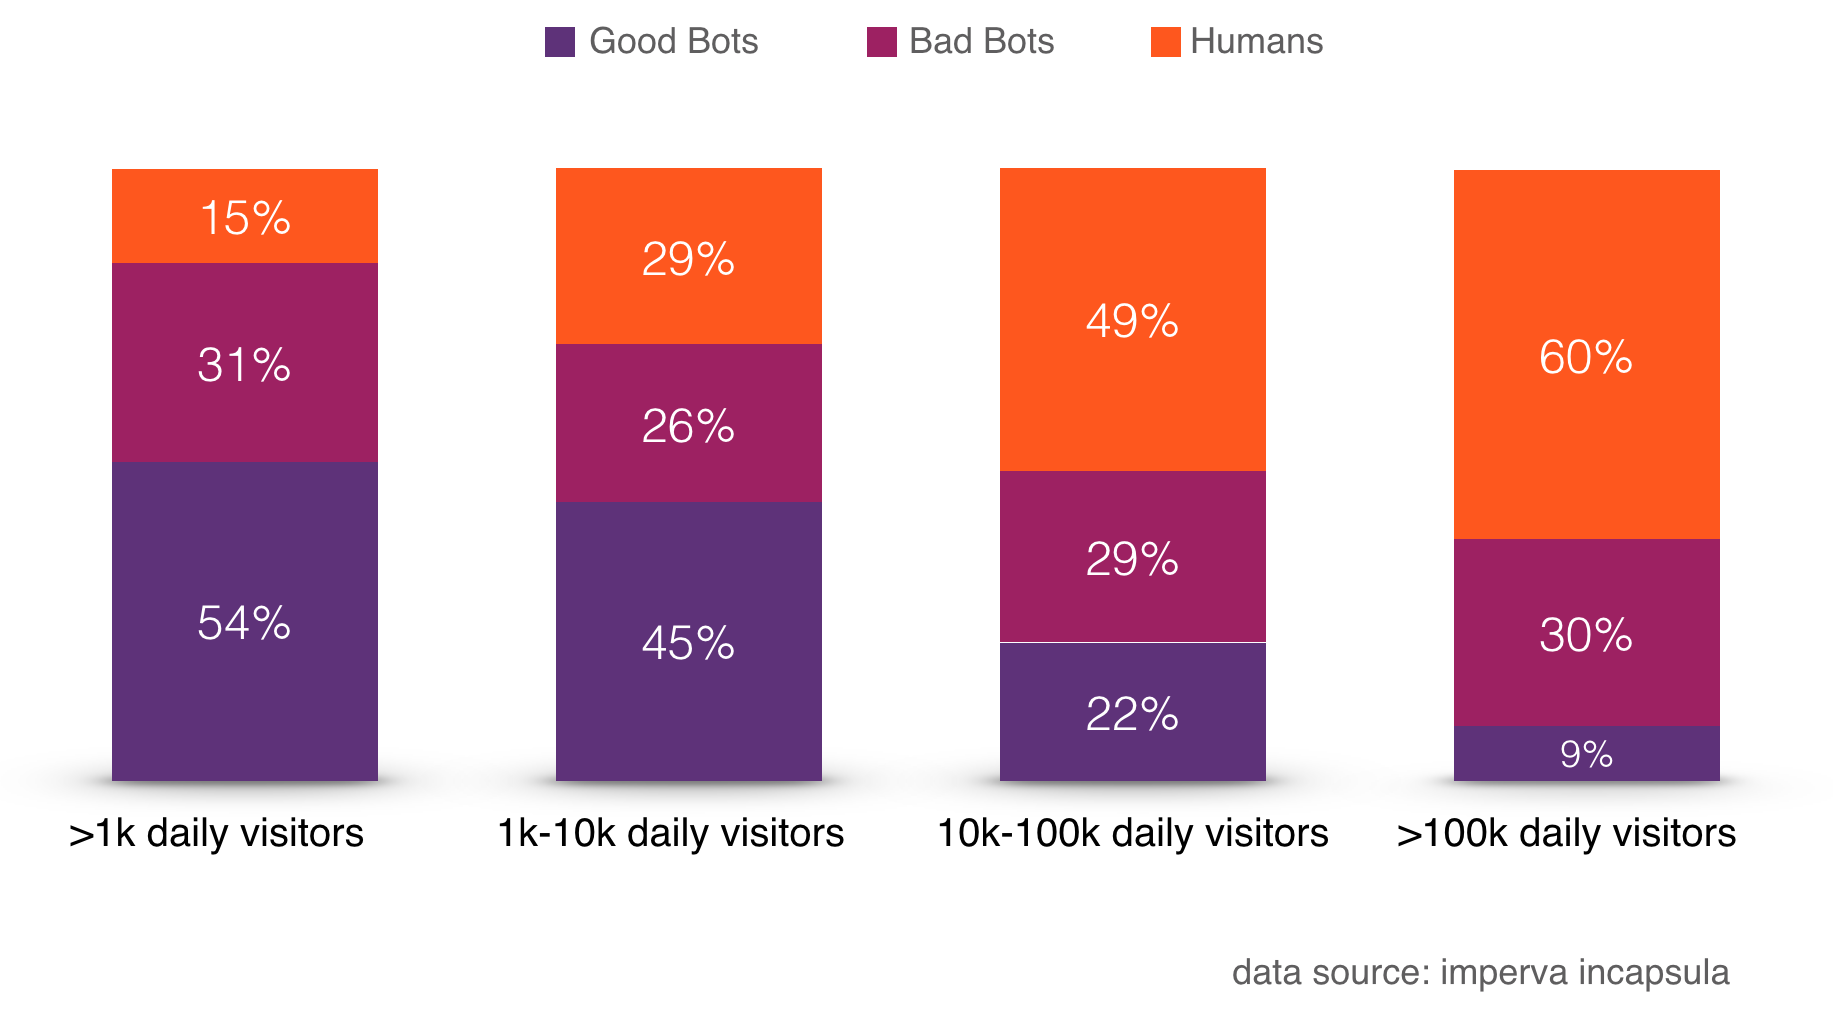 Good Bots Bad Bots Humans
15% 29% 49% 60%
31% 26% 29% 30%
54% 45% 22% 9%
>1k daily visitors 1k-10k daily visitors 10k-100k daily visitors >100k daily visitors
data source: imperva incapsula